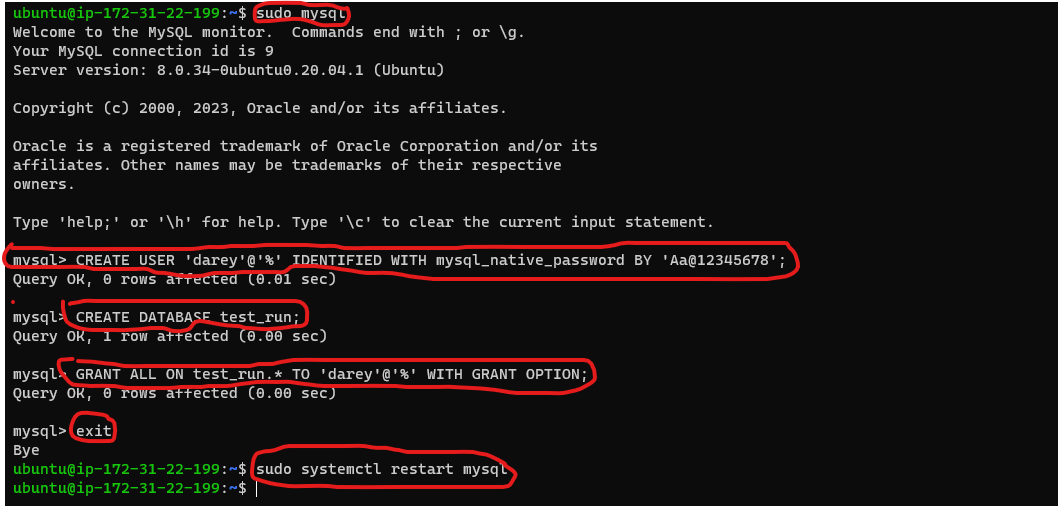 ubuntu@ip-172-31-22-199:~$ sudo mysql
Welcome to the MySQL monitor.  Commands end with ; or \g.
Your MySQL connection id is 9
Server version: 8.0.34-0ubuntu0.20.04.1 (Ubuntu)
Copyright (c) 2000, 2023, Oracle and/or its affiliates.
Oracle is a registered trademark of Oracle Corporation and/or its
affiliates. Other names may be trademarks of their respective
owners.
Type 'help;' or '\h' for help. Type '\c' to clear the current input statement.
mysql> CREATE USER 'darey'@'%' IDENTIFIED WITH mysql_native_password BY 'Aa@12345678';
Query OK, 0 rows affected (0.01 sec)
mysql> CREATE DATABASE test_run;
Query OK, 1 row affected (0.00 sec)
mysql> GRANT ALL ON test_run.* TO 'darey'@'%' WITH GRANT OPTION;
Query OK, 0 rows affected (0.00 sec)
mysql> exit
Bye
ubuntu@ip-172-31-22-199:~$ sudo systemctl restart mysql
ubuntu@ip-172-31-22-199:~$